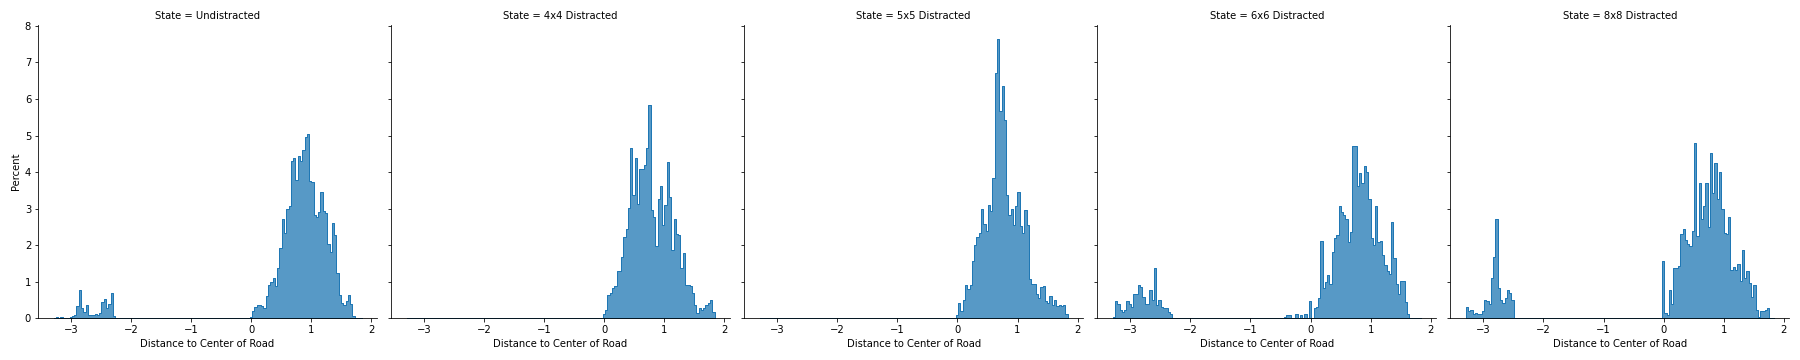 State = Undistracted
State = 4x4 Distracted
State = 5x5 Distracted
State = 6x6 Distracted
State = 8x8 Distracted
Percent
8
7
6
5
4
3
2
1
0
−3 −2 −1 0 1 2
−3 −2 −1 0 1 2
−3 −2 −1 0 1 2
−3 −2 −1 0 1 2
−3 −2 −1 0 1 2
Distance to Center of Road
Distance to Center of Road
Distance to Center of Road
Distance to Center of Road
Distance to Center of Road